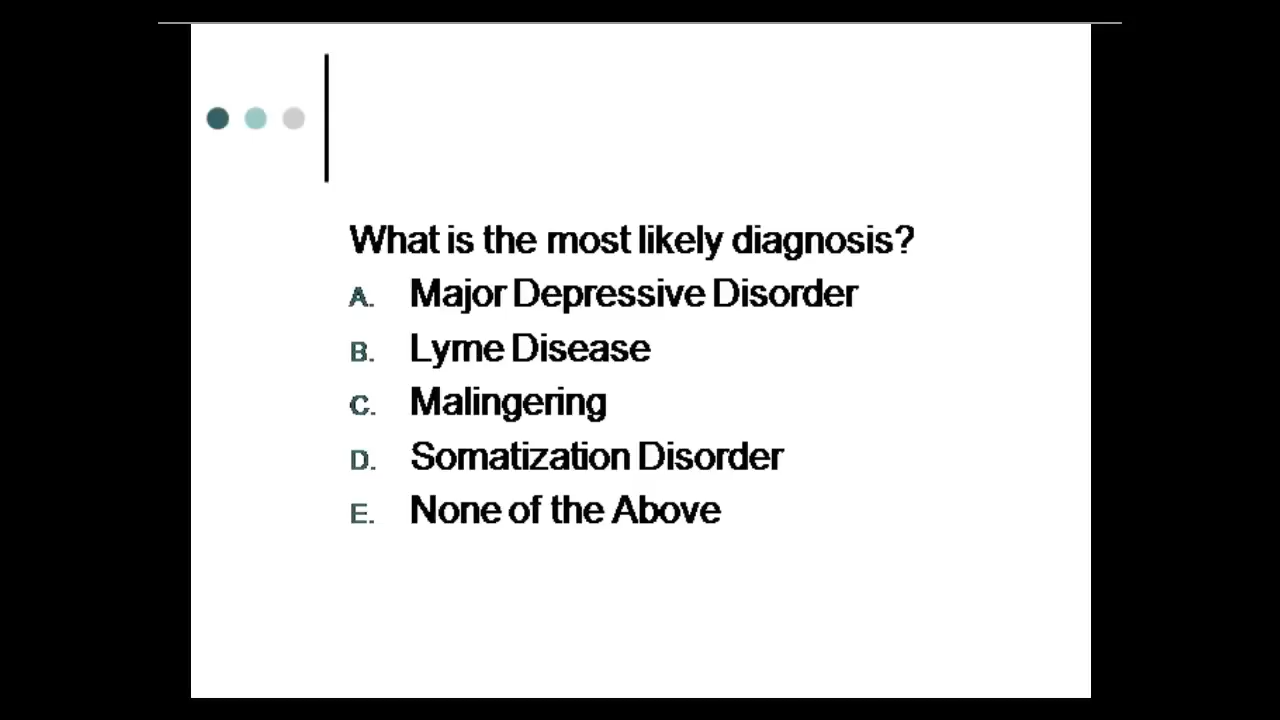 What is the most likely diagnosis?
A. Major Depressive Disorder
B. Lyme Disease
C. Malingering
D. Somatization Disorder
E. None of the Above